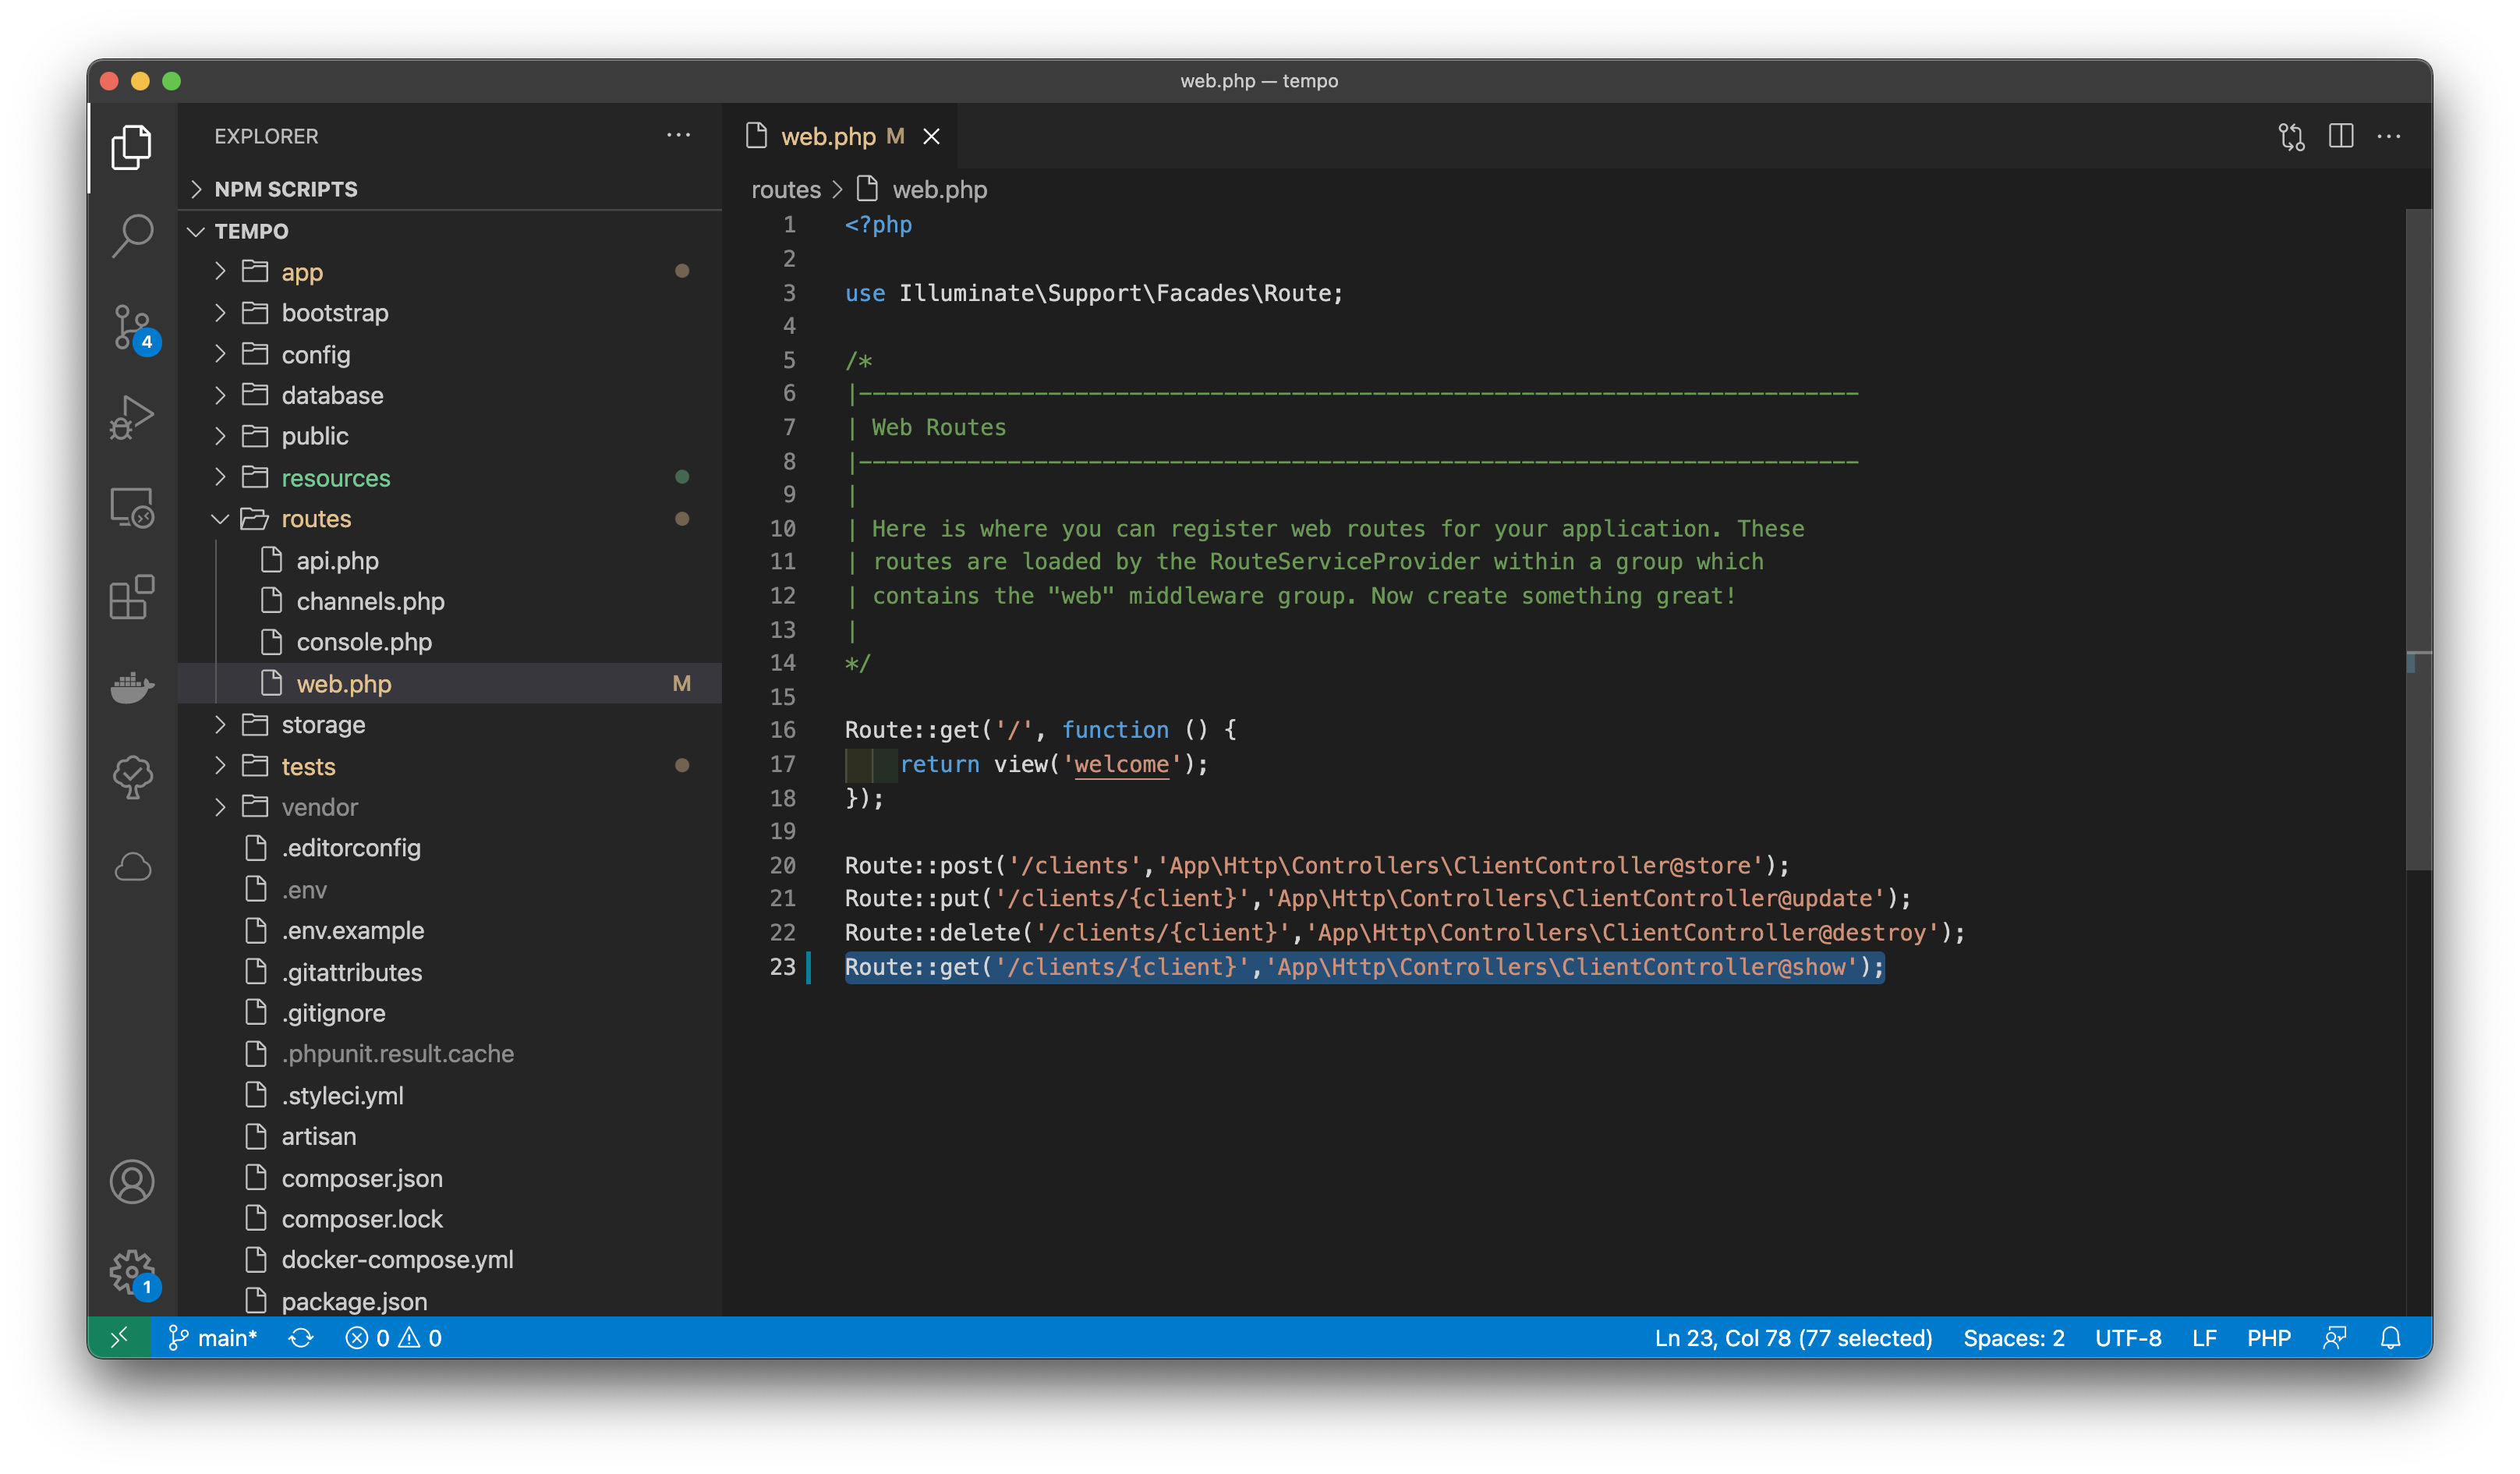 web.php — tempo
EXPLORER
NPM SCRIPTS
TEMPO
app
bootstrap
config
database
public
resources
routes
api.php
channels.php
console.php
web.php M
storage
tests
vendor
.editorconfig
.env
.env.example
.gitattributes
.gitignore
.phpunit.result.cache
.styleci.yml
artisan
composer.json
composer.lock
docker-compose.yml
package.json
4
1
web.php M
routes > web.php
1 <?php
2
3 use Illuminate\Support\Facades\Route;
4
5 /*
6 |--------------------------------------------------------------------------
7 | Web Routes
8 |--------------------------------------------------------------------------
9 |
10 | Here is where you can register web routes for your application. These
11 | routes are loaded by the RouteServiceProvider within a group which
12 | contains the "web" middleware group. Now create something great!
13 |
14 */
15
16 Route::get('/', function () {
17     return view('welcome');
18 });
19
20 Route::post('/clients','App\Http\Controllers\ClientController@store');
21 Route::put('/clients/{client}','App\Http\Controllers\ClientController@update');
22 Route::delete('/clients/{client}','App\Http\Controllers\ClientController@destroy');
23 Route::get('/clients/{client}','App\Http\Controllers\ClientController@show');
main* 0 0 Ln 23, Col 78 (77 selected) Spaces: 2 UTF-8 LF PHP